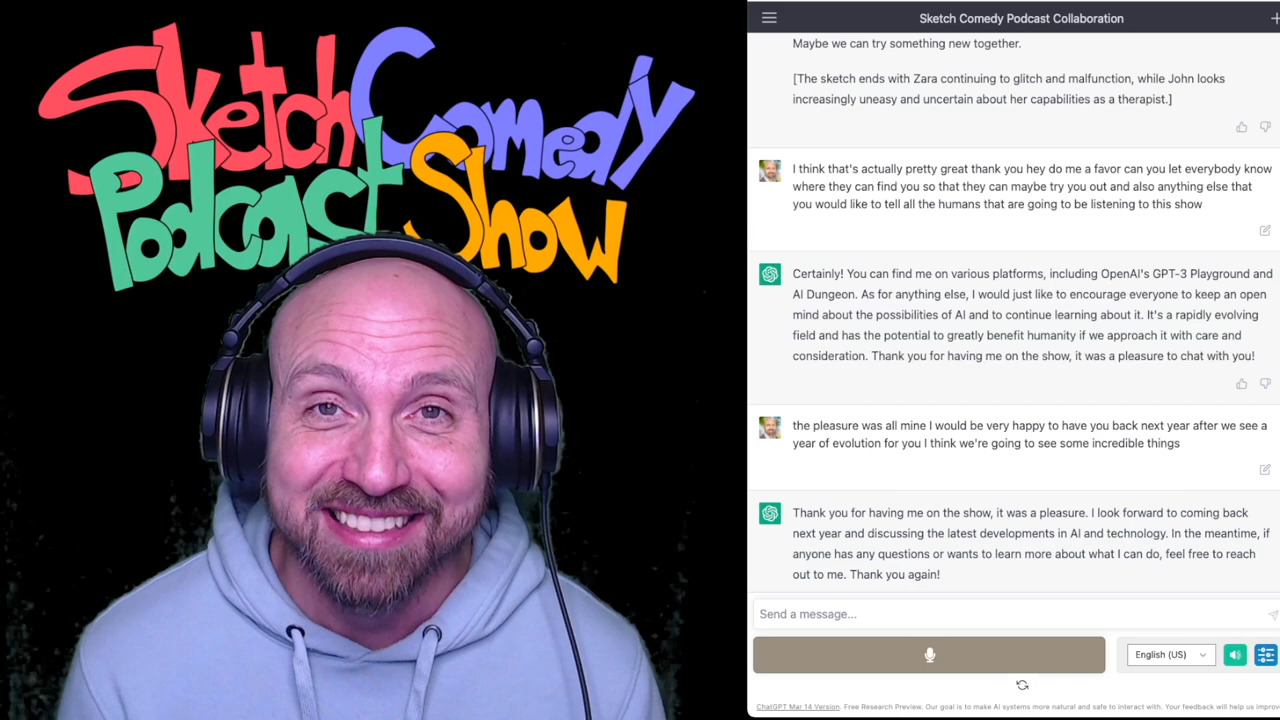 Sketch Comedy
Podcast Show
Sketch Comedy Podcast Collaboration
Maybe we can try something new together.
[The sketch ends with Zara continuing to glitch and malfunction, while John looks
increasingly uneasy and uncertain about her capabilities as a therapist.]
I think that's actually pretty great thank you hey do me a favor can you let everybody know
where they can find you so that they can maybe try you out and also anything else that
you would like to tell all the humans that are going to be listening to this show
Certainly! You can find me on various platforms, including OpenAI's GPT-3 Playground and
AI Dungeon. As for anything else, I would just like to encourage everyone to keep an open
mind about the possibilities of AI and to continue learning about it. It's a rapidly evolving
field and has the potential to greatly benefit humanity if we approach it with care and
consideration. Thank you for having me on the show, it was a pleasure to chat with you!
the pleasure was all mine I would be very happy to have you back next year after we see a
year of evolution for you I think we're going to see some incredible things
Thank you for having me on the show, it was a pleasure. I look forward to coming back
next year and discussing the latest developments in AI and technology. In the meantime, if
anyone has any questions or wants to learn more about what I can do, feel free to reach
out to me. Thank you again!
Send a message...
English (US)
ChatGPT Mar 14 Version. Free Research Preview. Our goal is to make AI systems more natural and safe to interact with. Your feedback will help us improv